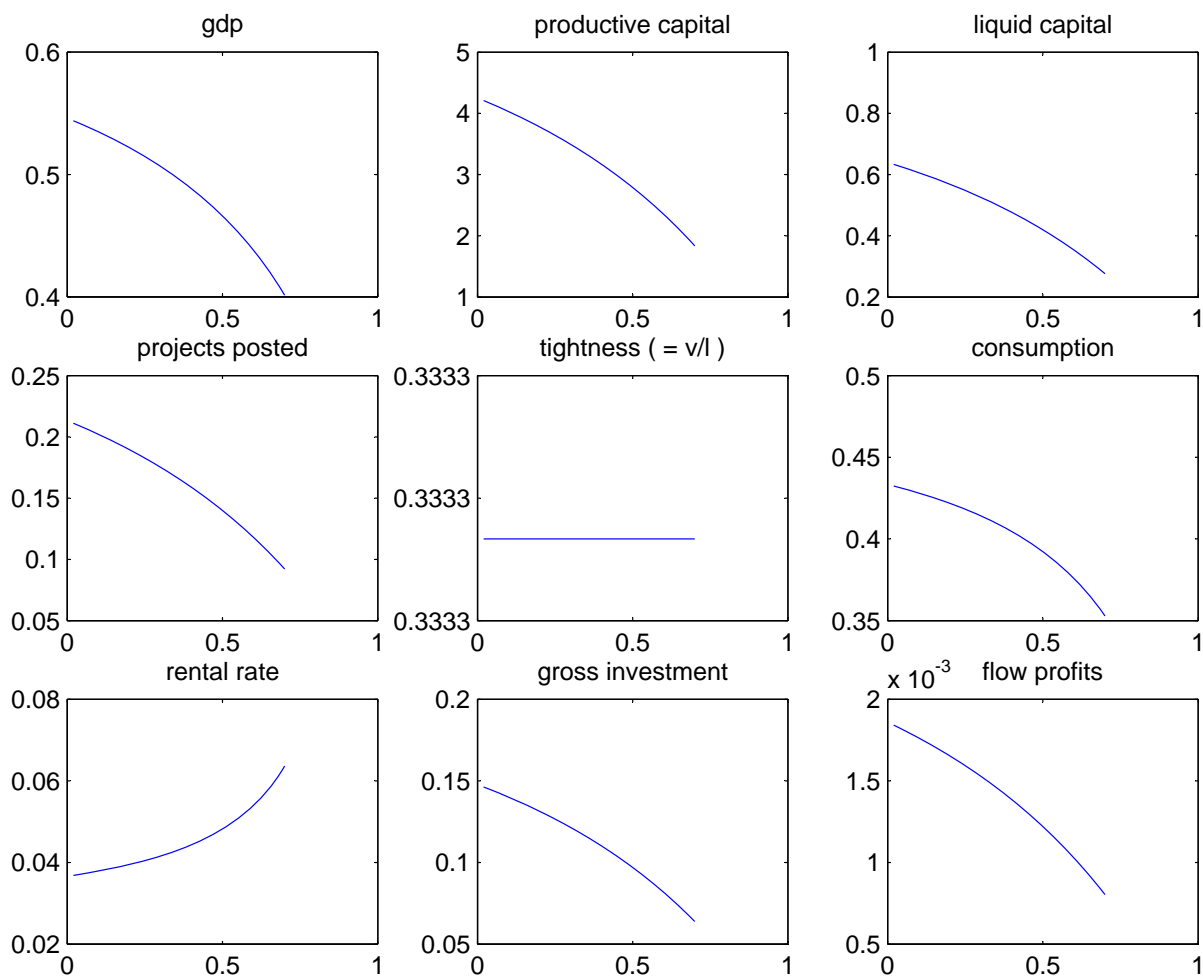 gdp
0.6
0.5
0.4
0 0.5 1
productive capital
5
4
3
2
1
0 0.5 1
liquid capital
1
0.8
0.6
0.4
0.2
0 0.5 1
projects posted
0.25
0.2
0.15
0.1
0.05
0 0.5 1
tightness ( = v/l )
0.3333
0.3333
0.3333
0 0.5 1
consumption
0.5
0.45
0.4
0.35
0 0.5 1
rental rate
0.08
0.06
0.04
0.02
0 0.5 1
gross investment
0.2
0.15
0.1
0.05
0 0.5 1
x 10-3 flow profits
2
1.5
1
0.5
0 0.5 1